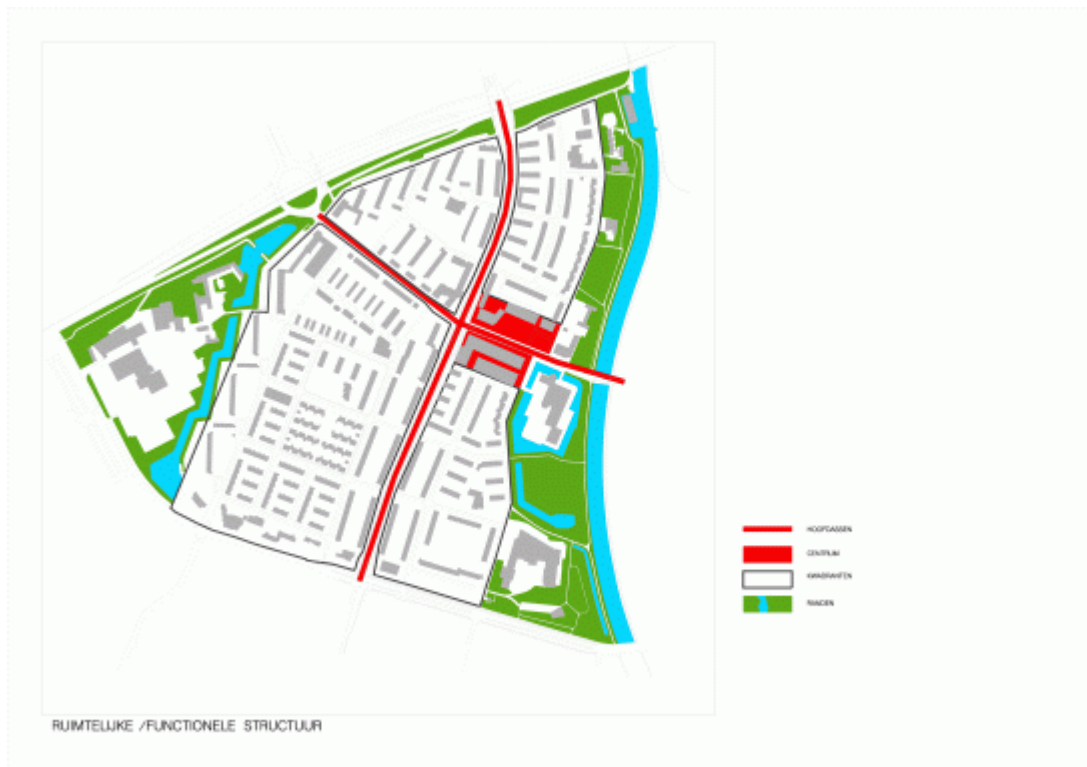 HOOFDASSEN
CENTRUM
KWADRANTEN
RANDEN
RUIMTELIJKE /FUNCTIONELE STRUCTUUR